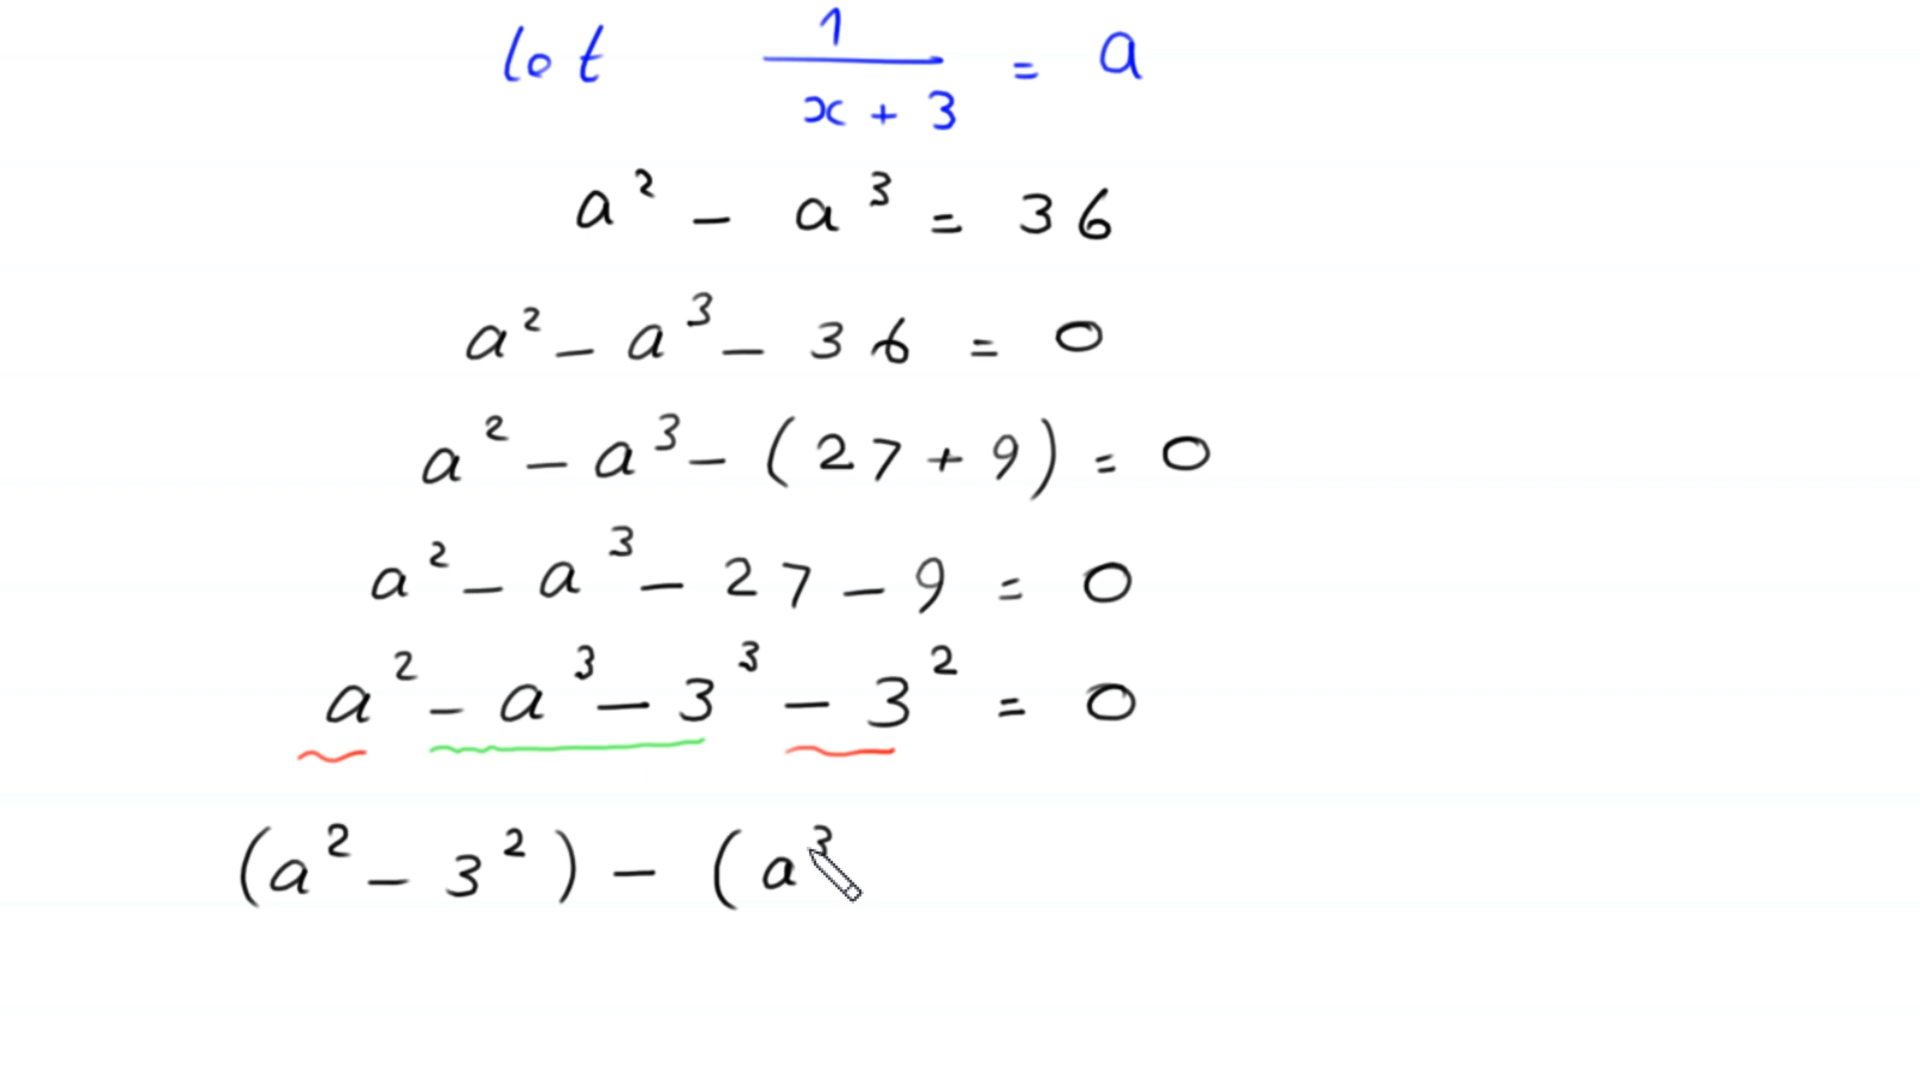 let 1/(x + 3) = a
a² - a³ = 36
a² - a³ - 36 = 0
a² - a³ - (27 + 9) = 0
a² - a³ - 27 - 9 = 0
a² - a³ - 3³ - 3² = 0
(a² - 3²) - (a³